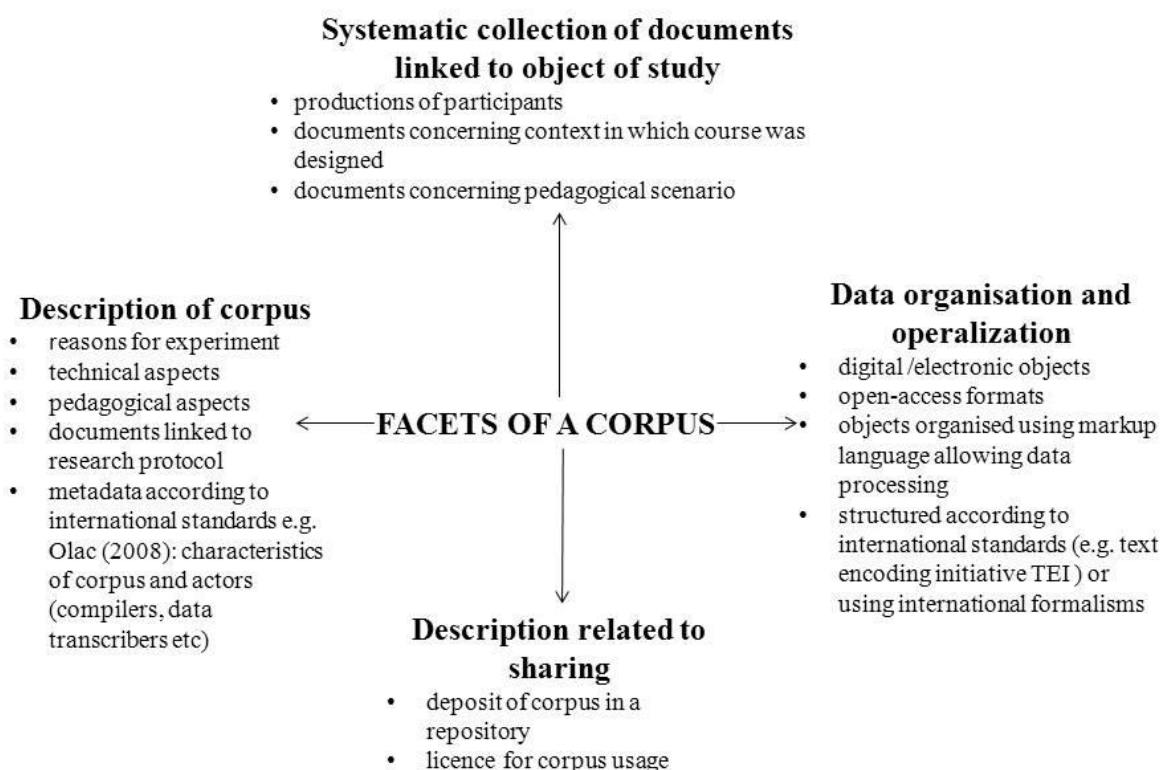 Systematic collection of documents
linked to object of study
• productions of participants
• documents concerning context in which course was
designed
• documents concerning pedagogical scenario
Description of corpus
• reasons for experiment
• technical aspects
• pedagogical aspects
• documents linked to
research protocol
• metadata according to
international standards e.g.
Olac (2008): characteristics
of corpus and actors
(compilers, data
transcribers etc)
FACETS OF A CORPUS
Data organisation and
operalization
• digital /electronic objects
• open-access formats
• objects organised using markup
language allowing data
processing
• structured according to
international standards (e.g. text
encoding initiative TEI ) or
using international formalisms
Description related to
sharing
• deposit of corpus in a
repository
• licence for corpus usage